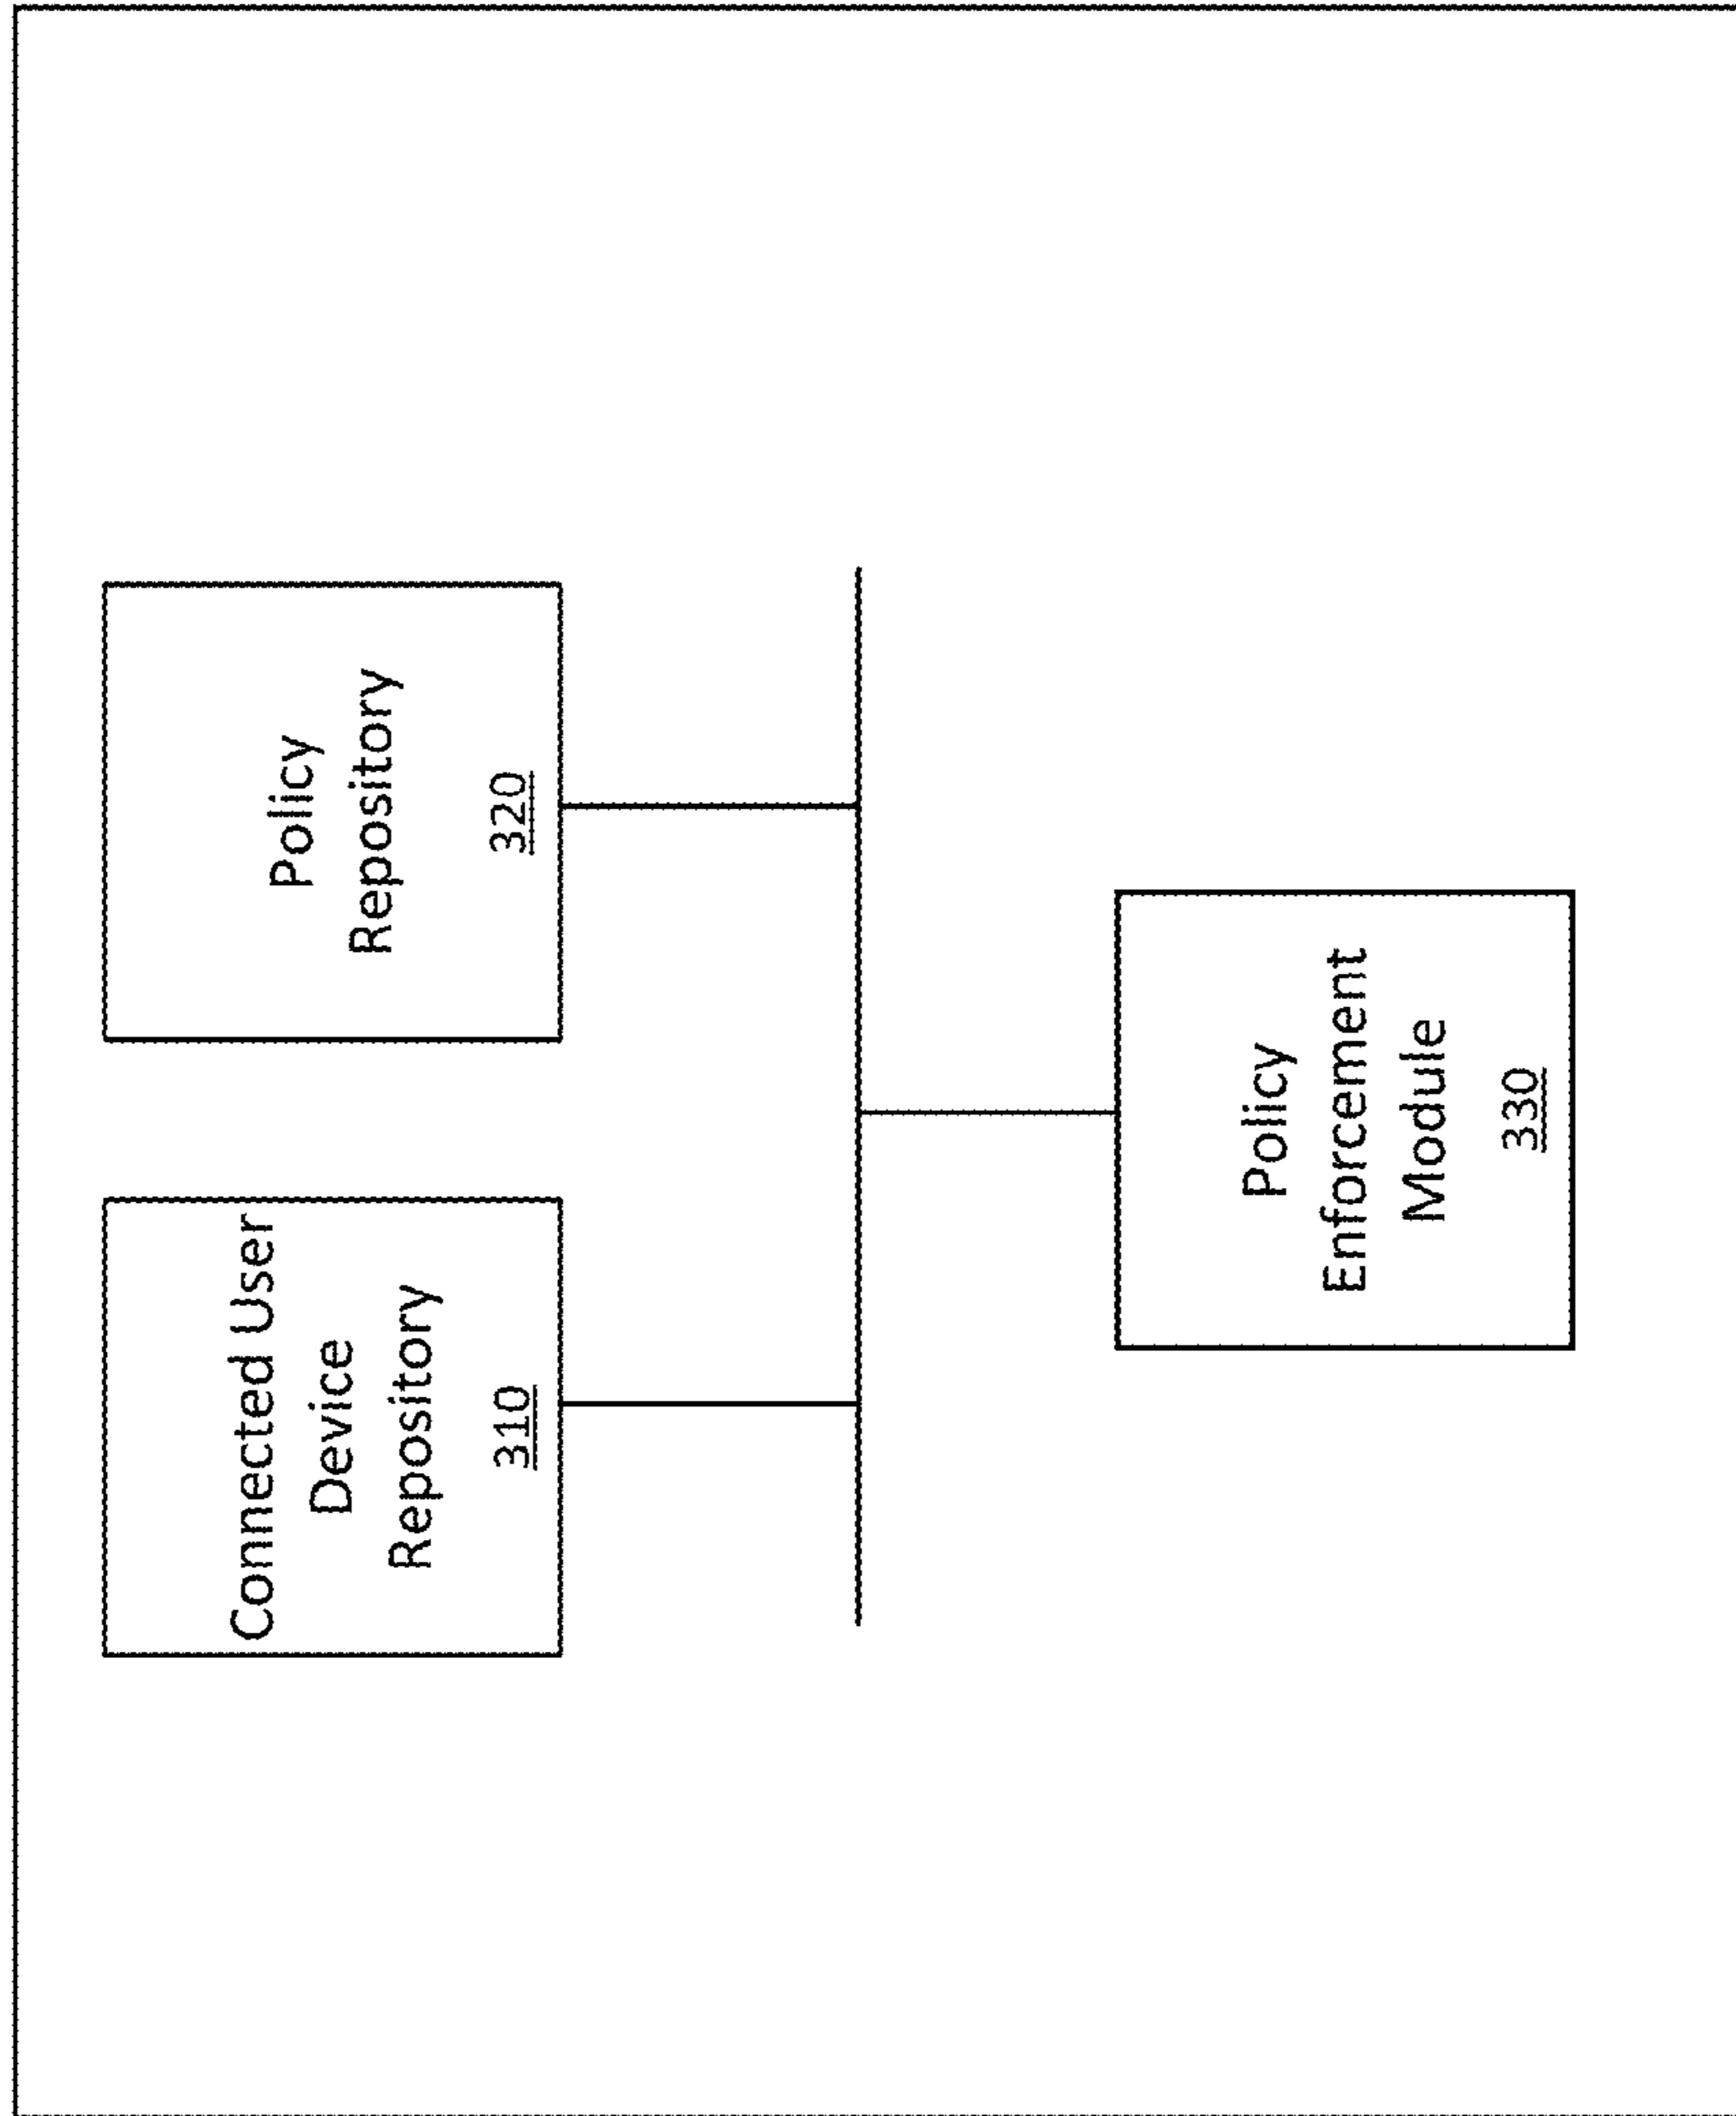 Connected User
Device
Repository
310
Policy
Repository
320
Policy
Enforcement
Module
330